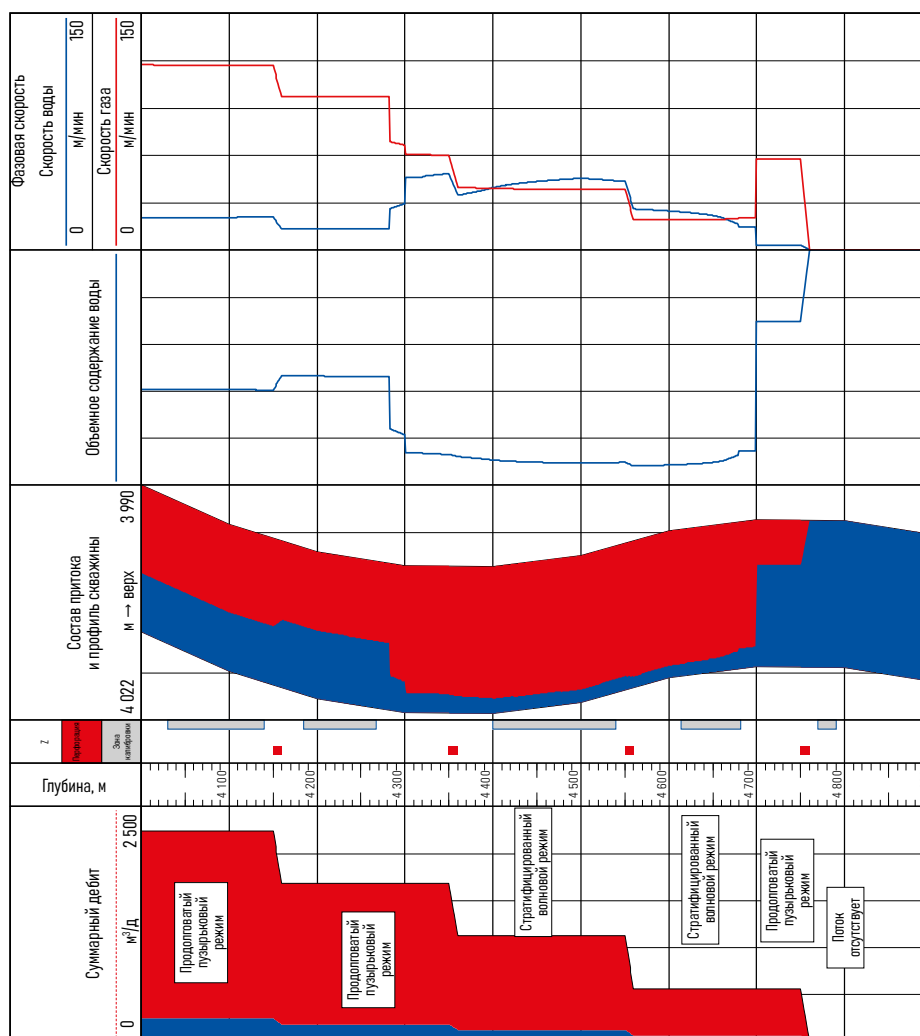 Фазовая скорость
Скорость воды
0
м/мин
150
Скорость газа
0
м/мин
150
Объемное содержание воды
Состав притока
и профиль скважины
4 022
м → верх
3 990
Z
Перфорация
Зона
калибровки
Глубина, м
4 100
4 200
4 300
4 400
4 500
4 600
4 700
4 800
Суммарный дебит
0
м³/д
2 500
Продолговатый
пузырьковый
режим
Продолговатый
пузырьковый
режим
Стратифицированный
волновой режим
Стратифицированный
волновой режим
Продолговатый
пузырьковый
режим
Поток
отсутствует